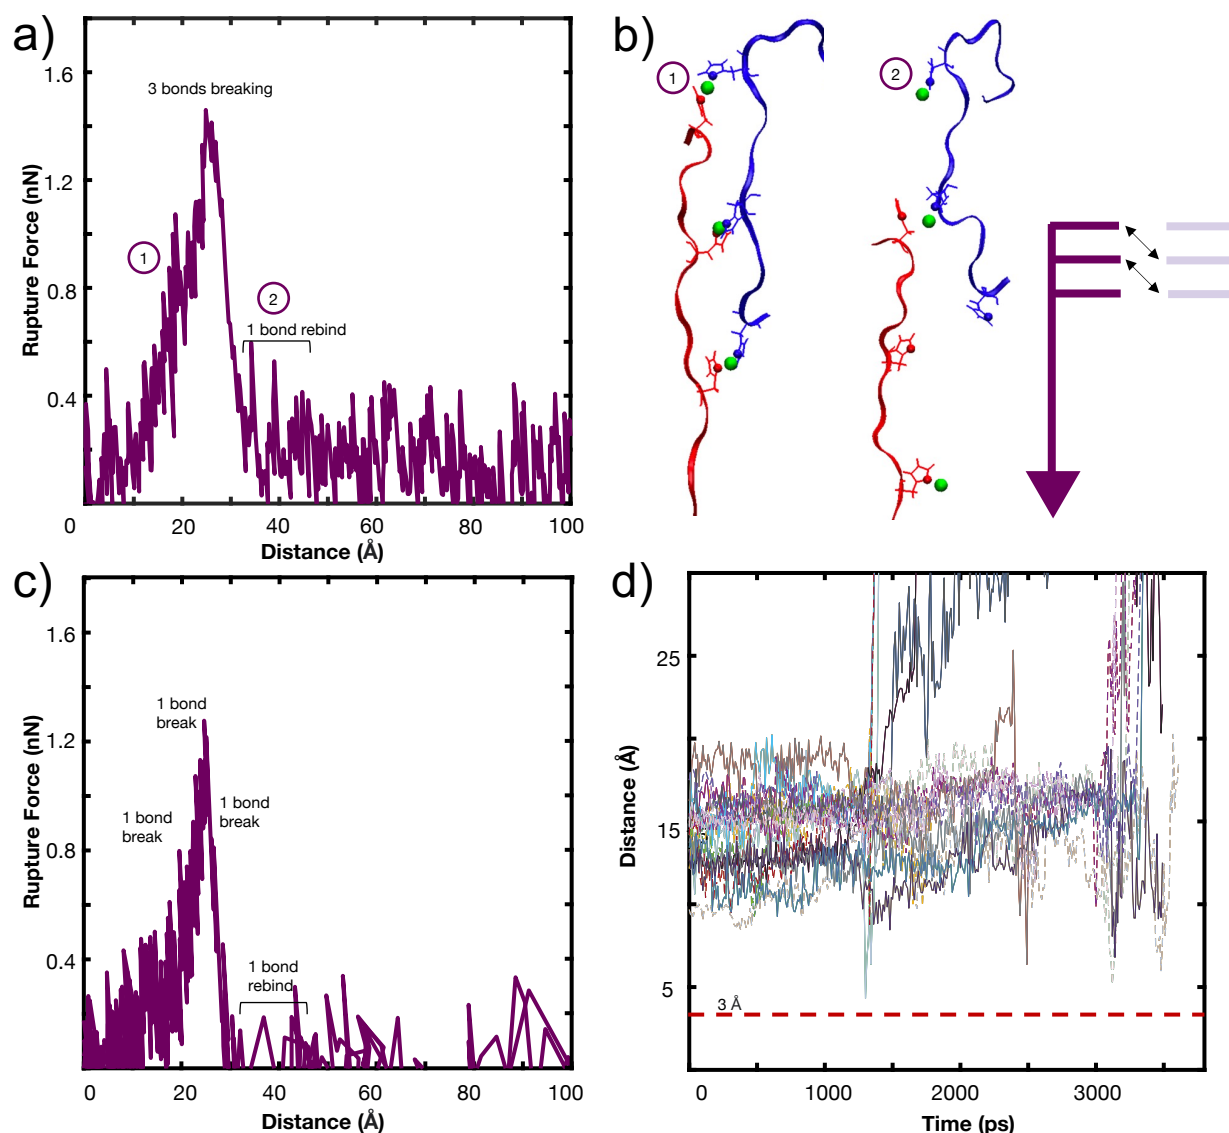 a)
1.6
1.2
0.8
0.4
Rupture Force (nN)
3 bonds breaking
1
2
1 bond rebind
0 20 40 60 80 100
Distance (Å)
b)
1
2
c)
1.6
1.2
0.8
0.4
Rupture Force (nN)
1 bond
break
1 bond
break
1 bond
break
1 bond
rebind
0 20 40 60 80 100
Distance (Å)
d)
25
15
5
Distance (Å)
3 Å
0 1000 2000 3000
Time (ps)